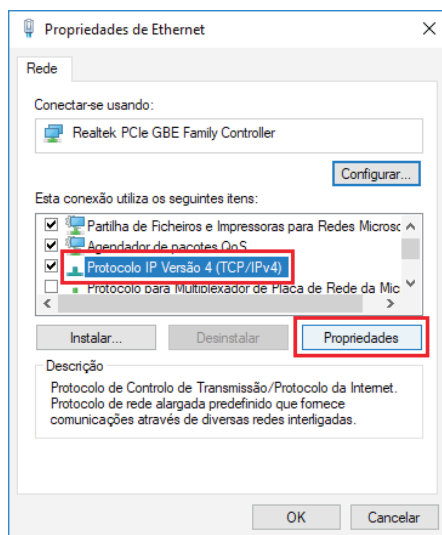 Propriedades de Ethernet
Rede
Conectar-se usando:
Realtek PCIe GBE Family Controller
Configurar...
Esta conexão utiliza os seguintes itens:
Partilha de Ficheiros e Impressoras para Redes Microsc
Agendador de pacotes QoS
Protocolo IP Versão 4 (TCP/IPv4)
Protocolo para Multiplexador de Placa de Rede da Mic
Instalar...
Desinstalar
Propriedades
Descrição
Protocolo de Controlo de Transmissão/Protocolo da Internet.
Protocolo de rede alargada predefinido que fornece
comunicações através de diversas redes interligadas.
OK
Cancelar